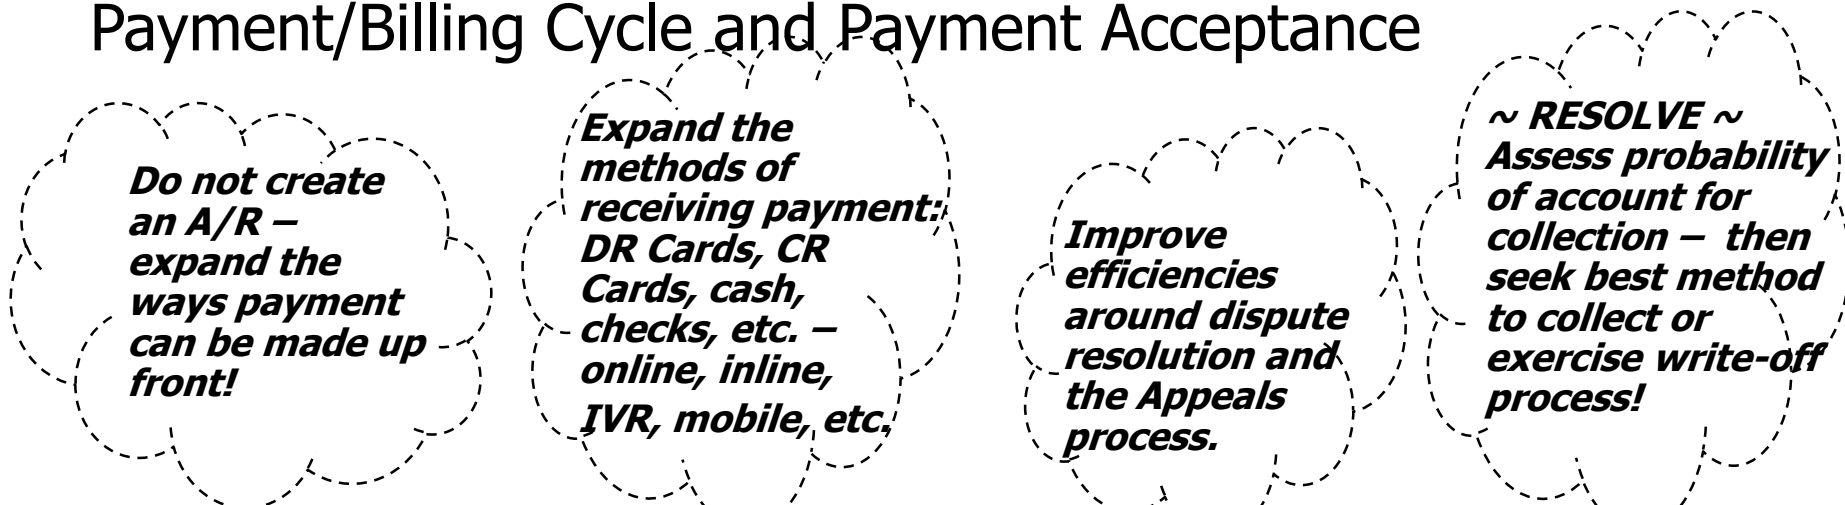 Payment/Billing Cycle and Payment Acceptance
Do not create
an A/R –
expand the
ways payment
can be made up
front!
Expand the
methods of
receiving payment:
DR Cards, CR
Cards, cash,
checks, etc. –
online, inline,
IVR, mobile, etc.
Improve
efficiencies
around dispute
resolution and
the Appeals
process.
~ RESOLVE ~
Assess probability
of account for
collection – then
seek best method
to collect or
exercise write-off
process!